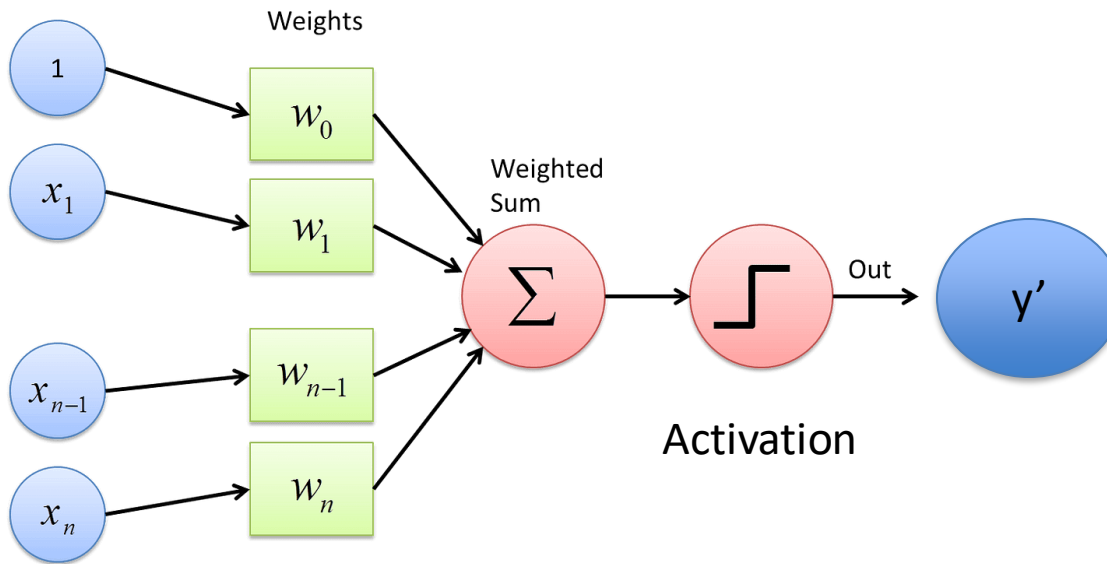 Weights
1
w₀
x₁
w₁
Weighted
Sum
∑
Out
y’
xₙ₋₁
wₙ₋₁
Activation
xₙ
wₙ